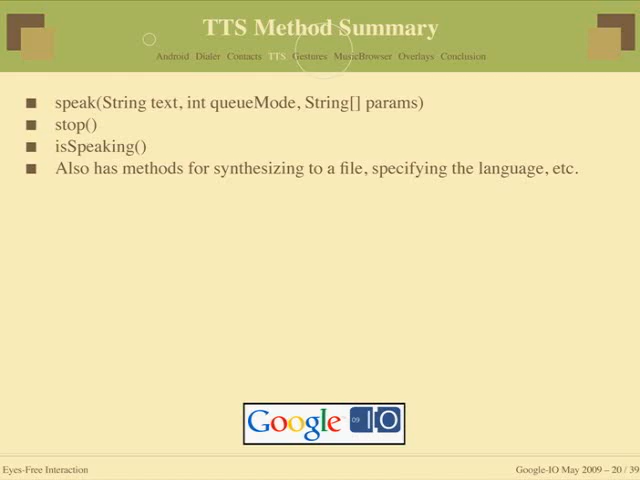 TTS Method Summary
Android Dialer Contacts TTS Gestures MusicBrowser Overlays Conclusion
speak(String text, int queueMode, String[] params)
stop()
isSpeaking()
Also has methods for synthesizing to a file, specifying the language, etc.
Google 09 IO
Eyes-Free Interaction
Google-IO May 2009 – 20 / 39